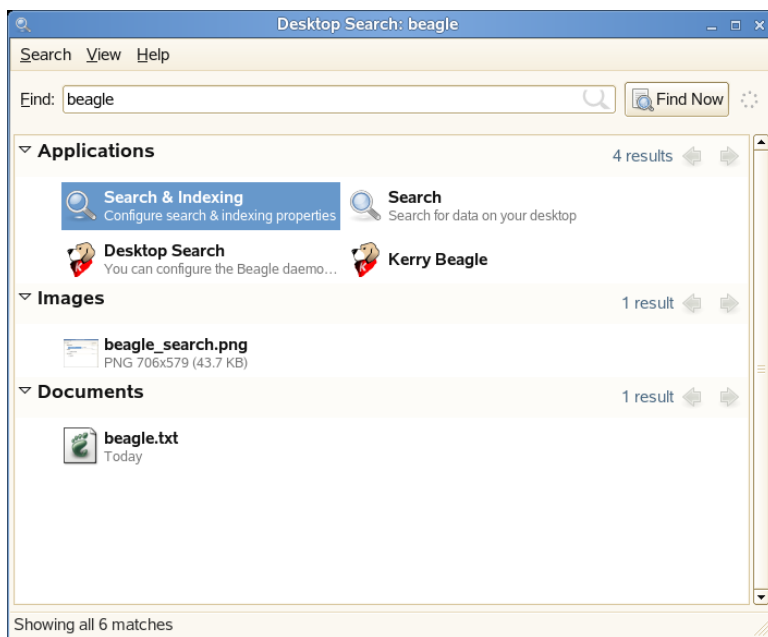 Desktop Search: beagle
Search View Help
Find: beagle Find Now
Applications 4 results
Search & Indexing
Configure search & indexing properties
Search
Search for data on your desktop
Desktop Search
You can configure the Beagle daemo...
Kerry Beagle
Images 1 result
beagle_search.png
PNG 706x579 (43.7 KB)
Documents 1 result
beagle.txt
Today
Showing all 6 matches